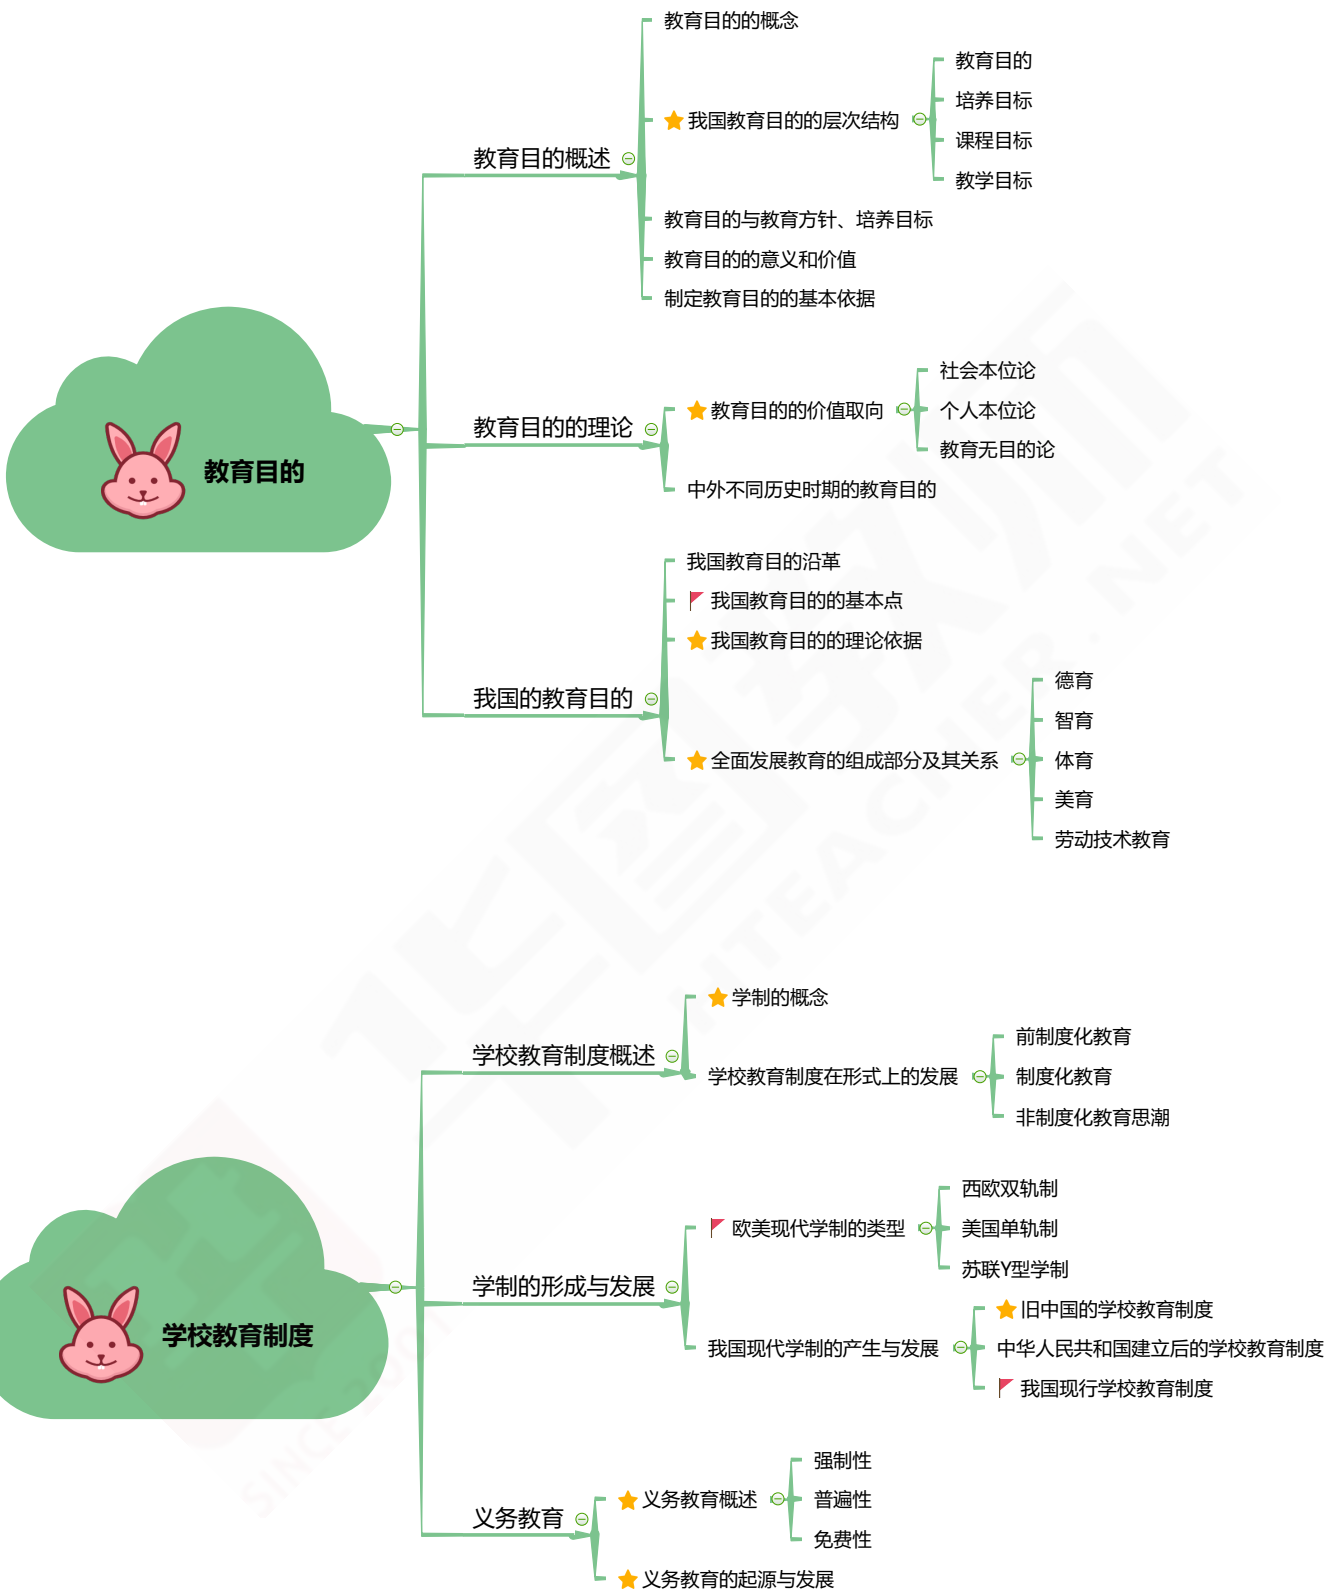 教育目的
教育目的概述
教育目的的概念
我国教育目的的层次结构
教育目的
培养目标
课程目标
教学目标
教育目的与教育方针、培养目标
教育目的的意义和价值
制定教育目的的基本依据
教育目的的理论
教育目的的价值取向
社会本位论
个人本位论
教育无目的论
中外不同历史时期的教育目的
我国的教育目的
我国教育目的沿革
我国教育目的的基本点
我国教育目的的理论依据
全面发展教育的组成部分及其关系
德育
智育
体育
美育
劳动技术教育
学校教育制度
学校教育制度概述
学制的概念
学校教育制度在形式上的发展
前制度化教育
制度化教育
非制度化教育思潮
学制的形成与发展
欧美现代学制的类型
西欧双轨制
美国单轨制
苏联Y型学制
我国现代学制的产生与发展
旧中国的学校教育制度
中华人民共和国建立后的学校教育制度
我国现行学校教育制度
义务教育
义务教育概述
强制性
普遍性
免费性
义务教育的起源与发展
华图教师
HTEACHER.NET
SINCE 2001